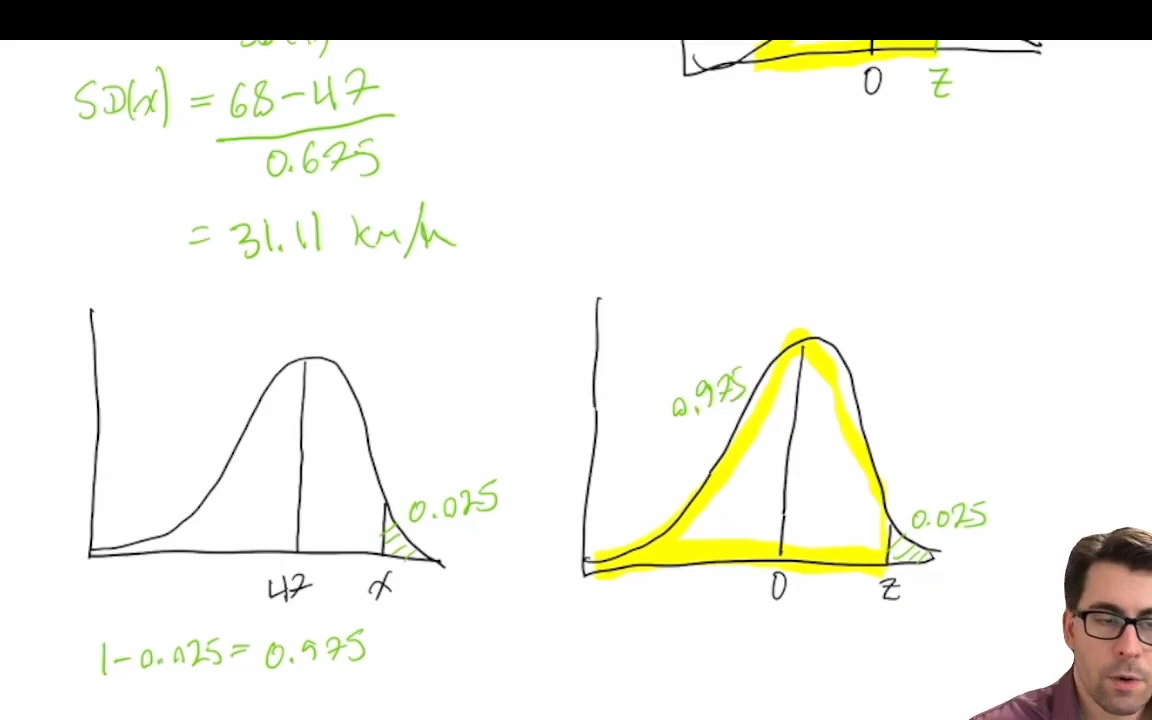 0 z
SD(x) = 68-47
0.675
= 31.11 km/h
0.975
0.025
0.025
47 x
0 z
1-0.025 = 0.975